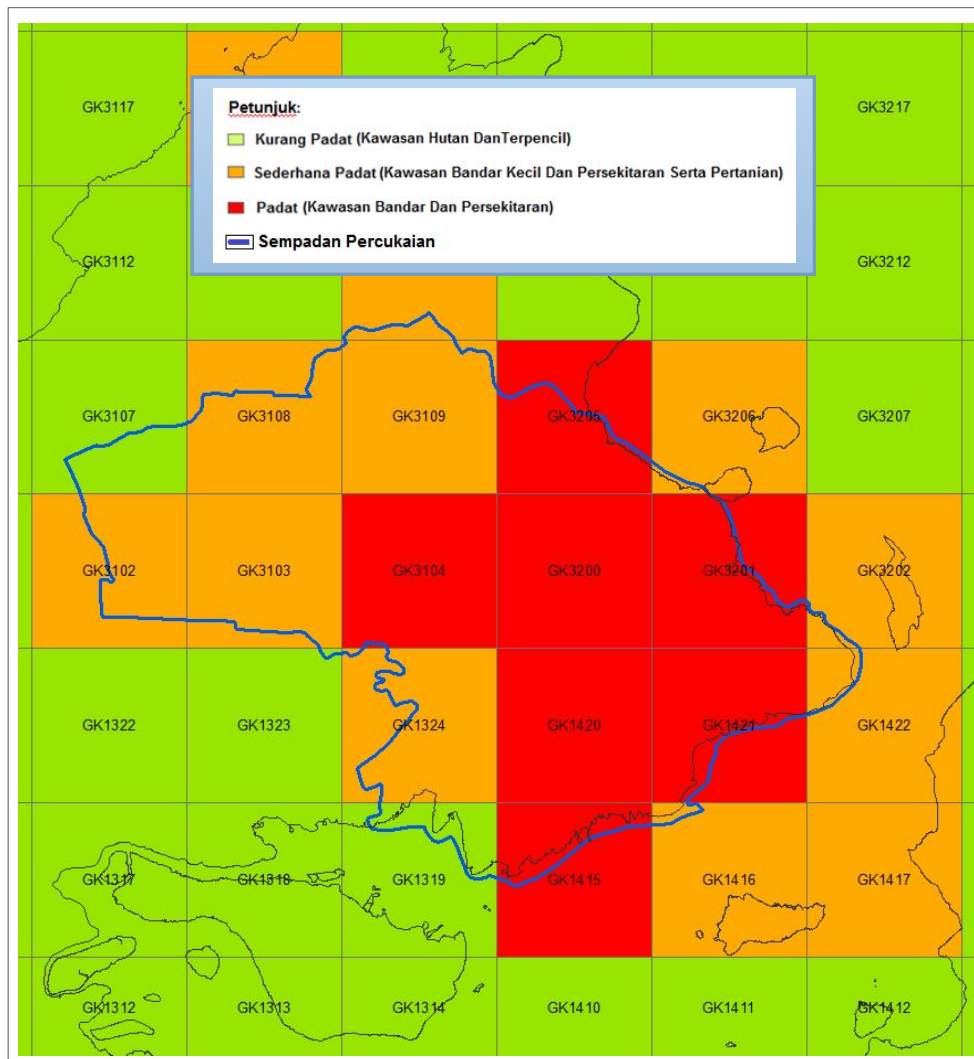 GK3117
GK3217
Petunjuk:
Kurang Padat (Kawasan Hutan DanTerpencil)
Sederhana Padat (Kawasan Bandar Kecil Dan Persekitaran Serta Pertanian)
Padat (Kawasan Bandar Dan Persekitaran)
Sempadan Percukaian
GK3112
GK3212
GK3107
GK3108
GK3109
GK3205
GK3206
GK3207
GK3102
GK3103
GK3104
GK3200
GK3201
GK3202
GK1322
GK1323
GK1324
GK1420
GK1421
GK1422
GK1317
GK1318
GK1319
GK1415
GK1416
GK1417
GK1312
GK1313
GK1314
GK1410
GK1411
GK1412